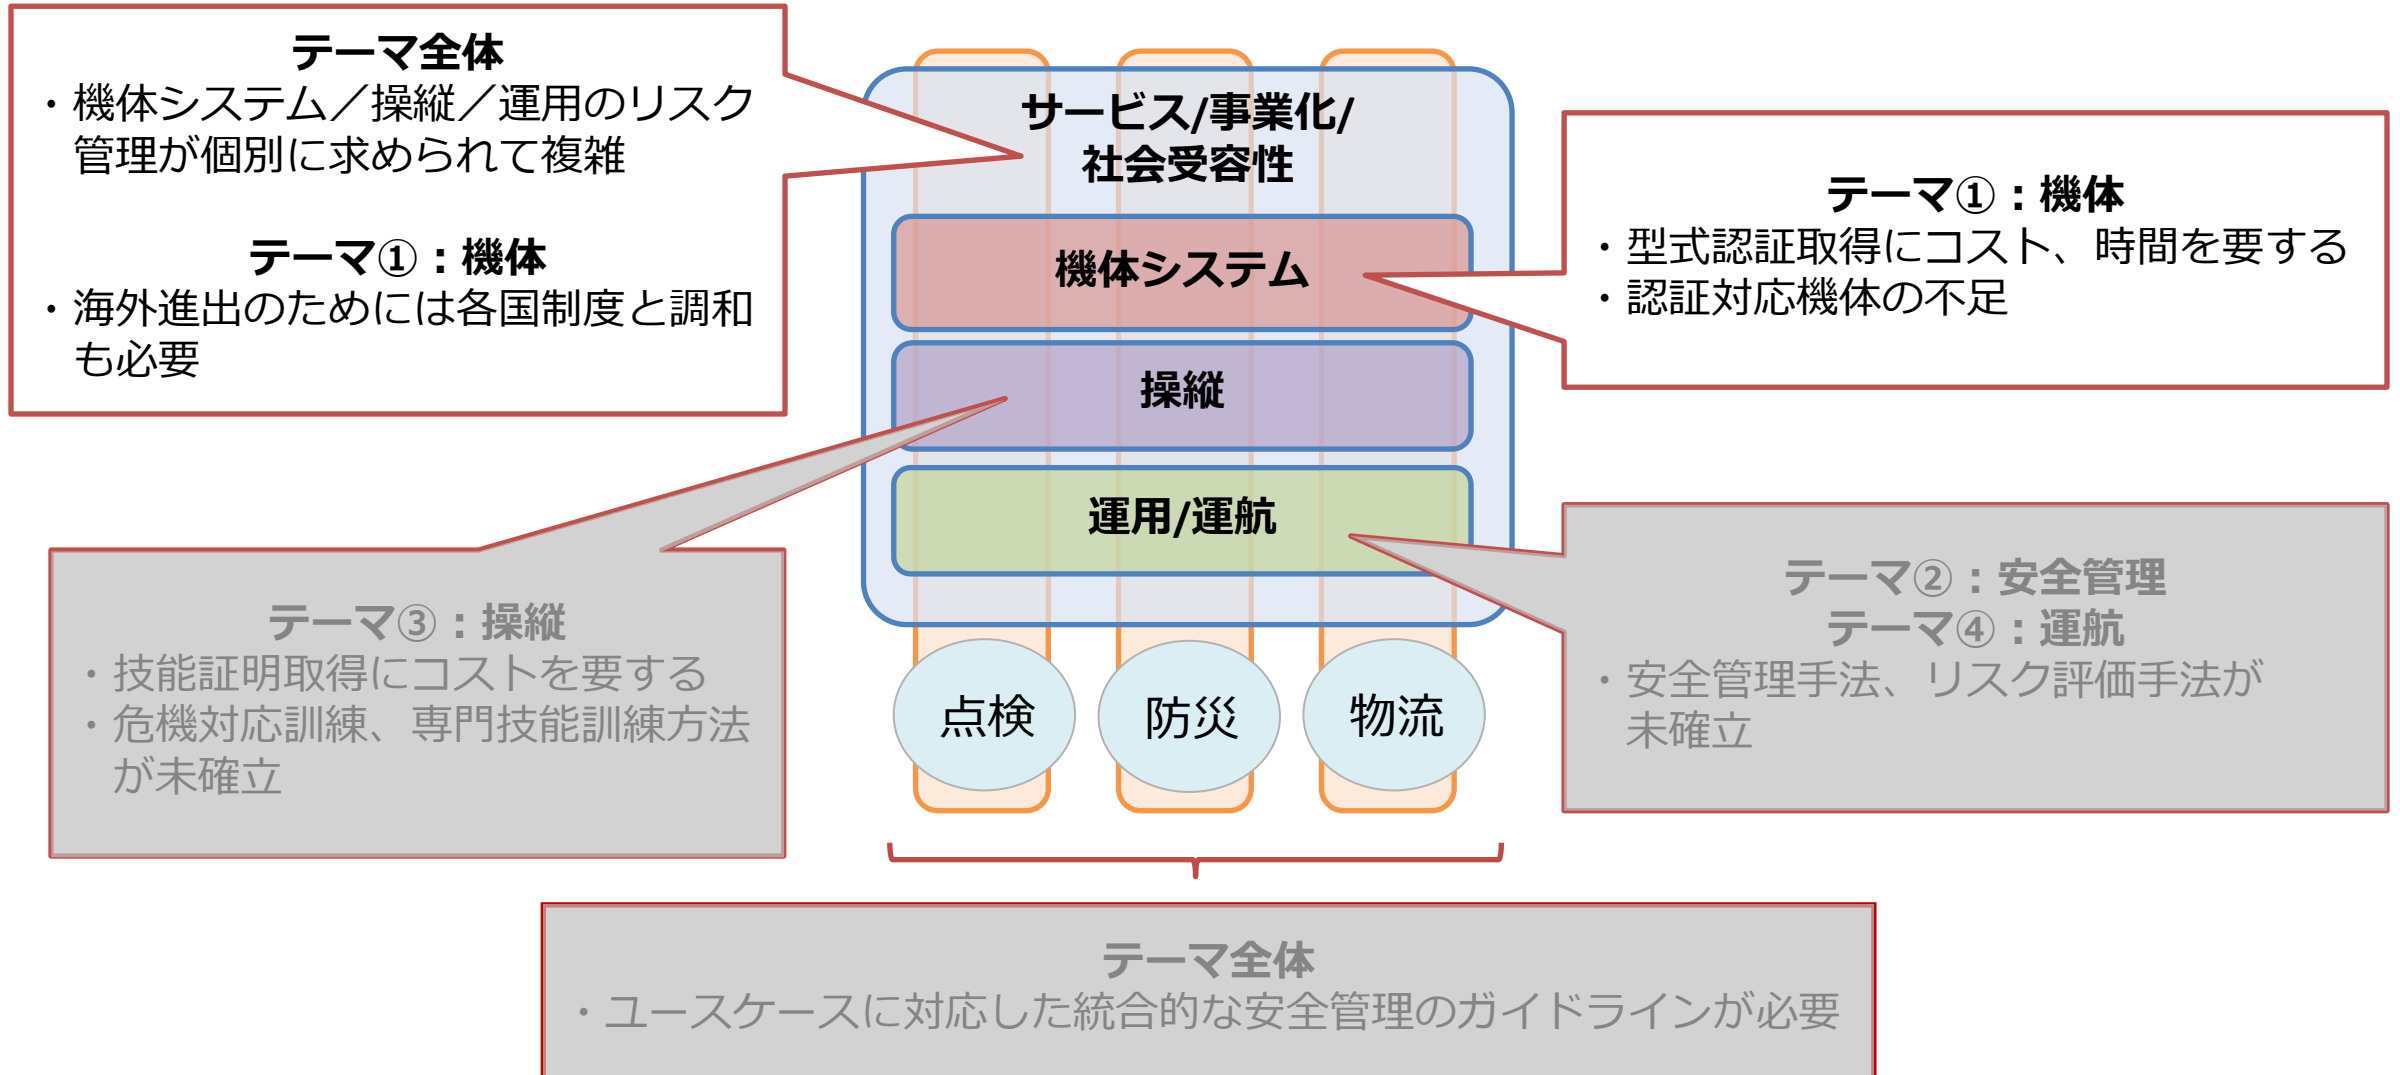 テーマ全体
・機体システム／操縦／運用のリスク
管理が個別に求められて複雑
テーマ①：機体
・海外進出のためには各国制度と調和
も必要
サービス/事業化/
社会受容性
機体システム
操縦
運用/運航
テーマ①：機体
・型式認証取得にコスト、時間を要する
・認証対応機体の不足
テーマ③：操縦
・技能証明取得にコストを要する
・危機対応訓練、専門技能訓練方法
が未確立
点検
防災
物流
テーマ②：安全管理
テーマ④：運航
・安全管理手法、リスク評価手法が
未確立
テーマ全体
・ユースケースに対応した統合的な安全管理のガイドラインが必要